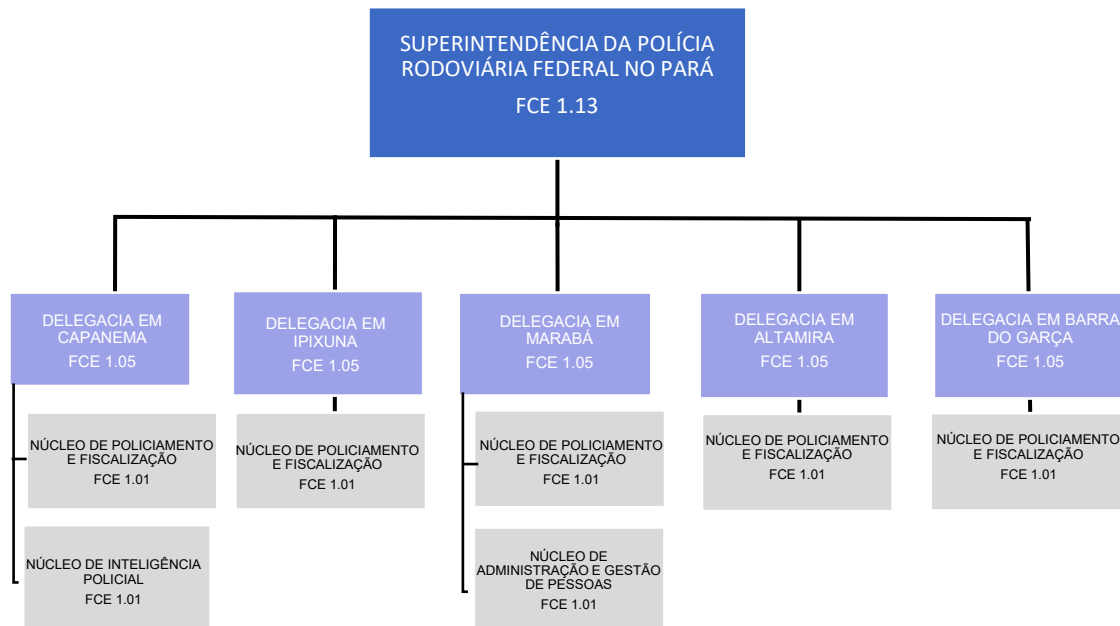 SUPERINTENDÊNCIA DA POLÍCIA
RODOVIÁRIA FEDERAL NO PARÁ
FCE 1.13
DELEGACIA EM
CAPANEMA
FCE 1.05
DELEGACIA EM
IPIXUNA
FCE 1.05
DELEGACIA EM
MARABÁ
FCE 1.05
DELEGACIA EM
ALTAMIRA
FCE 1.05
DELEGACIA EM BARRA
DO GARÇA
FCE 1.05
NÚCLEO DE POLICIAMENTO
E FISCALIZAÇÃO
FCE 1.01
NÚCLEO DE POLICIAMENTO
E FISCALIZAÇÃO
FCE 1.01
NÚCLEO DE POLICIAMENTO
E FISCALIZAÇÃO
FCE 1.01
NÚCLEO DE POLICIAMENTO
E FISCALIZAÇÃO
FCE 1.01
NÚCLEO DE POLICIAMENTO
E FISCALIZAÇÃO
FCE 1.01
NÚCLEO DE INTELIGÊNCIA
POLICIAL
FCE 1.01
NÚCLEO DE
ADMINISTRAÇÃO E GESTÃO
DE PESSOAS
FCE 1.01